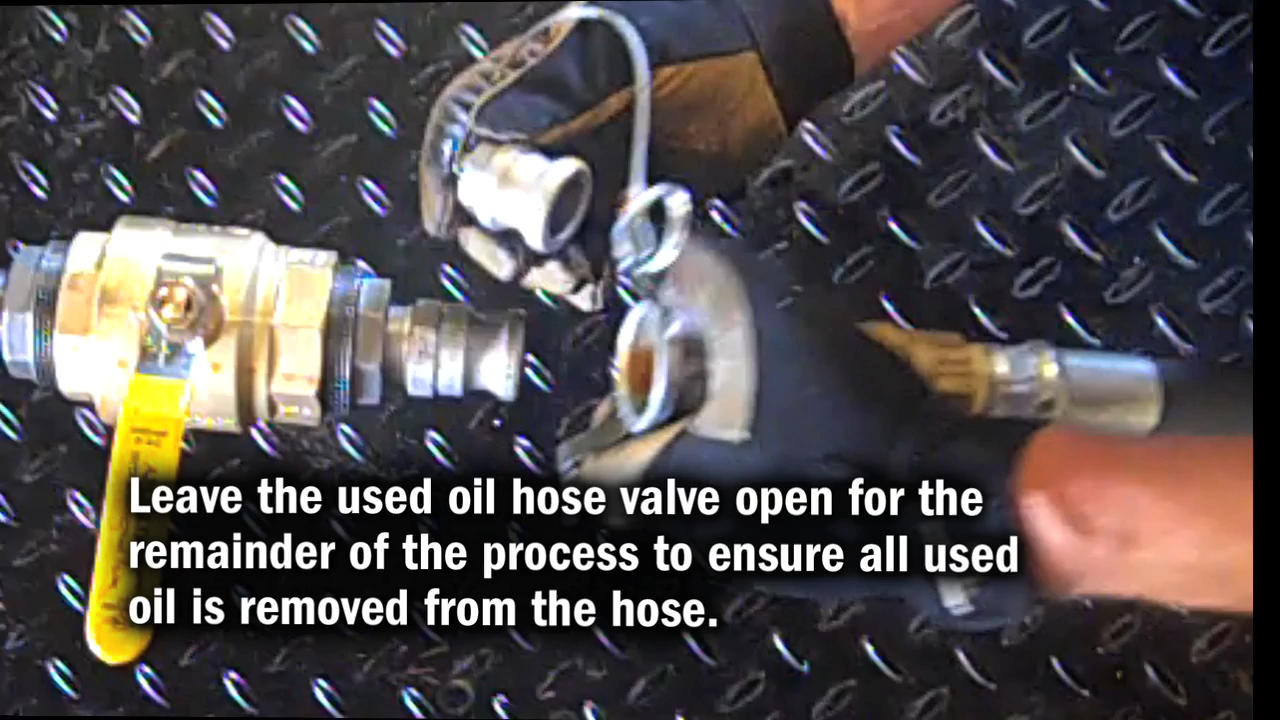 Leave the used oil hose valve open for the
remainder of the process to ensure all used
oil is removed from the hose.